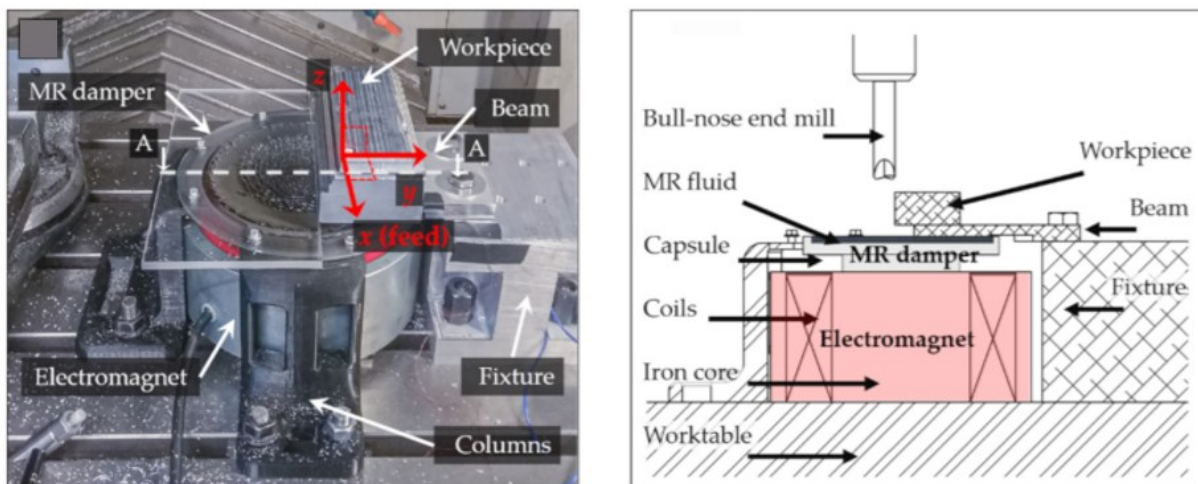 Workpiece
MR damper
z
Beam
A
A
y
x (feed)
Electromagnet
Fixture
Columns
Bull-nose end mill
Workpiece
MR fluid
Beam
Capsule
MR damper
Fixture
Coils
Electromagnet
Iron core
Worktable